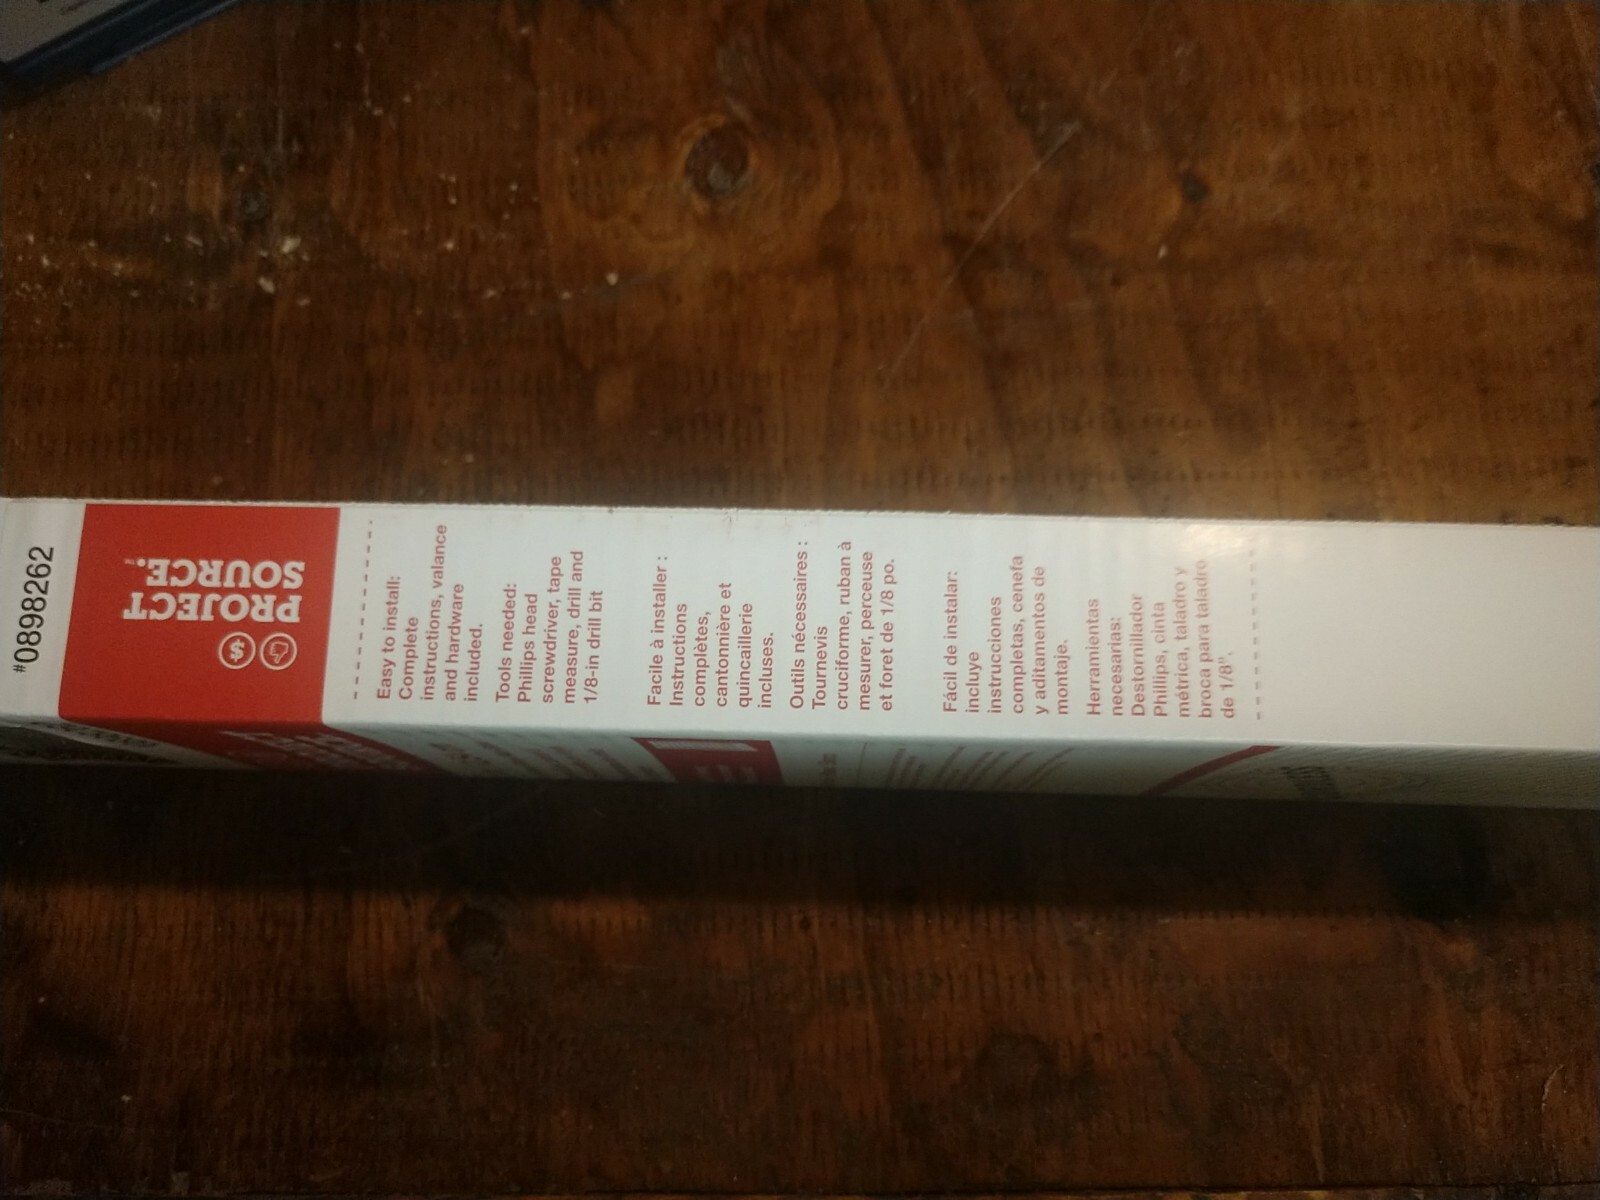 #0898262
PROJECT
SOURCE.™
$
Easy to install:
Complete
instructions, valance
and hardware
included.
Tools needed:
Phillips head
screwdriver, tape
measure, drill and
1/8-in drill bit
Facile à installer :
Instructions
complètes,
cantonnière et
quincaillerie
incluses.
Outils nécessaires :
Tournevis
cruciforme, ruban à
mesurer, perceuse
et foret de 1/8 po.
Fácil de instalar:
incluye
instrucciones
completas, cenefa
y aditamentos de
montaje.
Herramientas
necesarias:
Destornillador
Phillips, cinta
métrica, taladro y
broca para taladro
de 1/8".